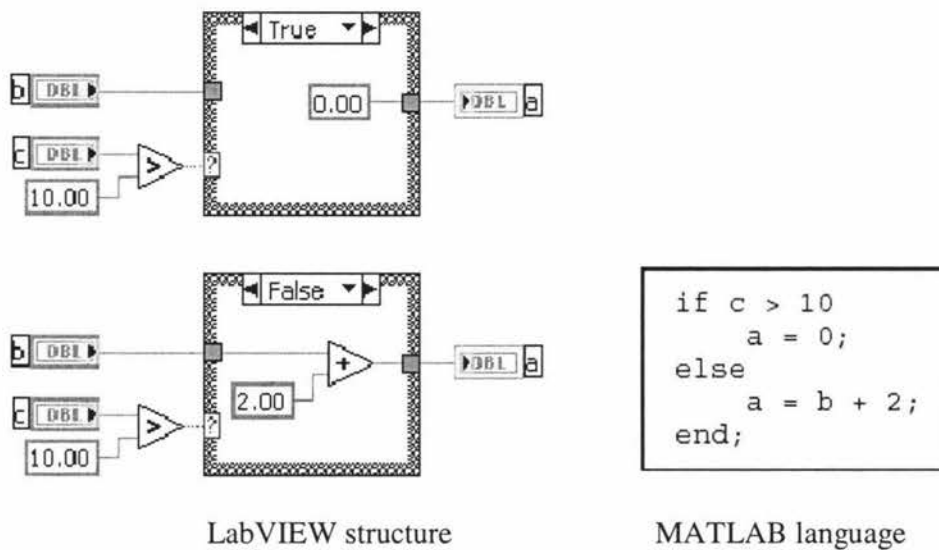 True
b DBL
0.00
DBL a
c DBL
>
?
10.00
False
b DBL
+
DBL a
2.00
c DBL
>
?
10.00
if c > 10
a = 0;
else
a = b + 2;
end;
LabVIEW structure
MATLAB language